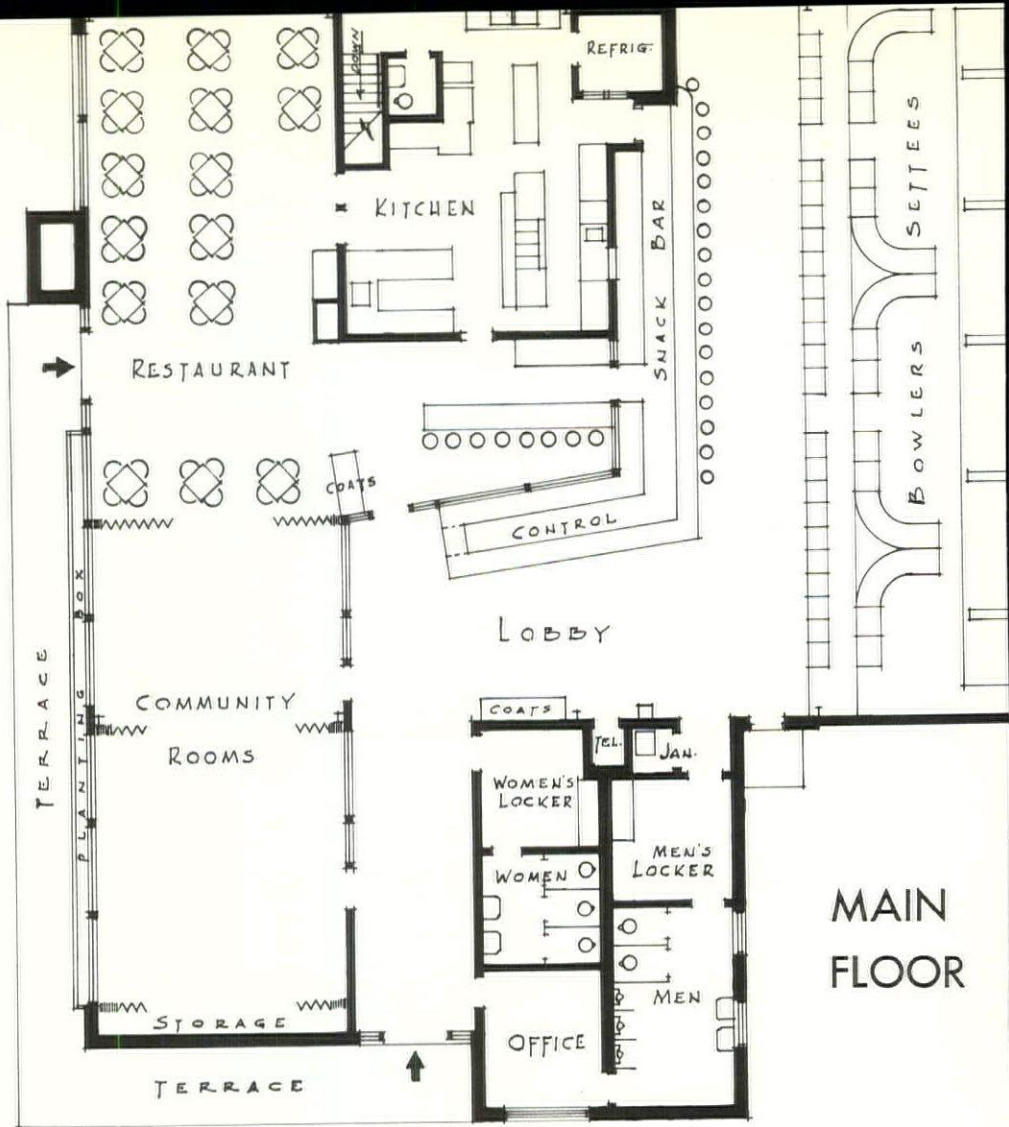 DOWN
REFRIG.
KITCHEN
SNACK BAR
SETTEES
BOWLERS
RESTAURANT
COATS
CONTROL
LOBBY
TERRACE
PLANTING BOX
COMMUNITY
ROOMS
COATS
TEL.
JAN.
WOMEN'S
LOCKER
MEN'S
LOCKER
WOMEN
MEN
OFFICE
STORAGE
TERRACE
MAIN
FLOOR